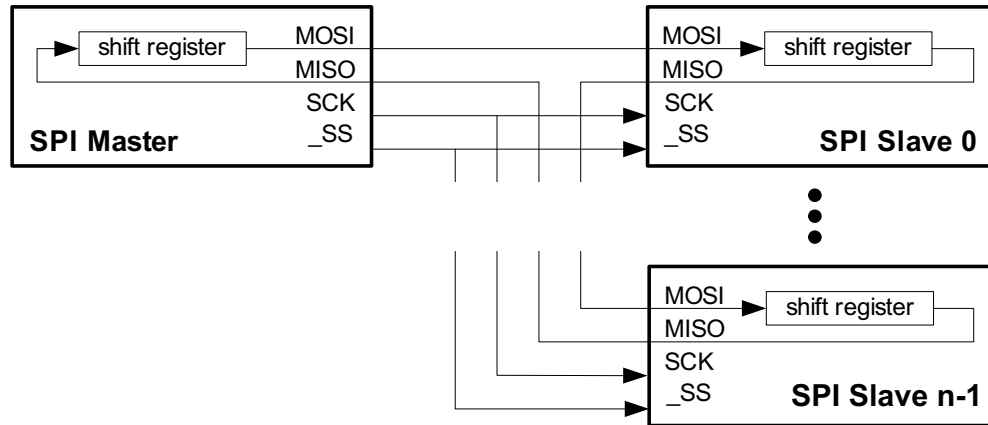 shift register
MOSI
MISO
SCK
_SS
SPI Master
MOSI
shift register
MISO
SCK
_SS
SPI Slave 0
MOSI
shift register
MISO
SCK
_SS
SPI Slave n-1